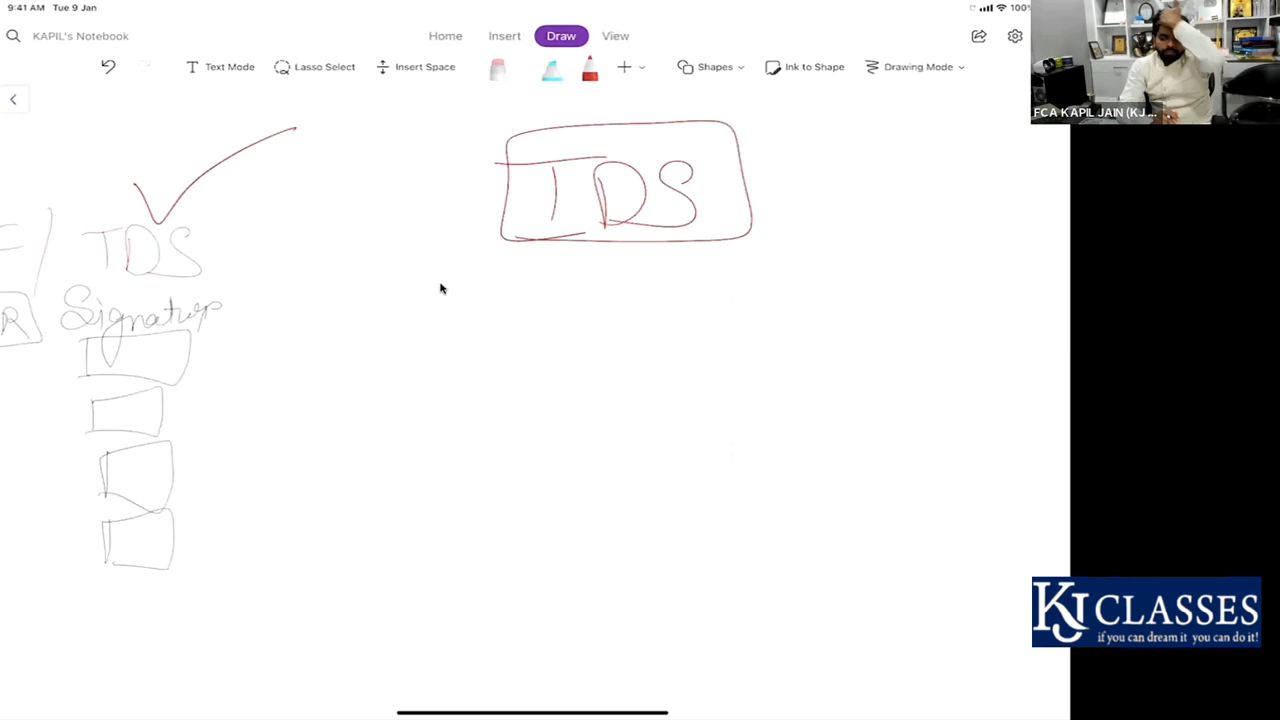 9:41 AM Tue 9 Jan
100%
KAPIL's Notebook
Home Insert Draw View
Text Mode Lasso Select Insert Space Shapes Ink to Shape Drawing Mode
FCA KAPIL JAIN (KJ ...
TDS
TDS
R
KJ CLASSES
if you can dream it you can do it!